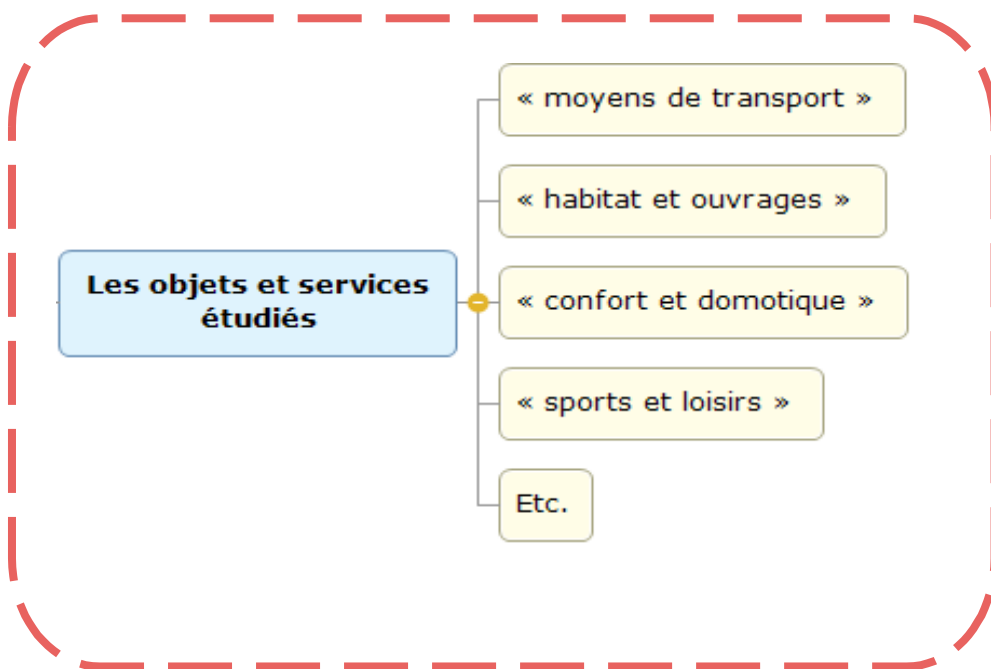 « moyens de transport »
« habitat et ouvrages »
Les objets et services
étudiés
« confort et domotique »
« sports et loisirs »
Etc.